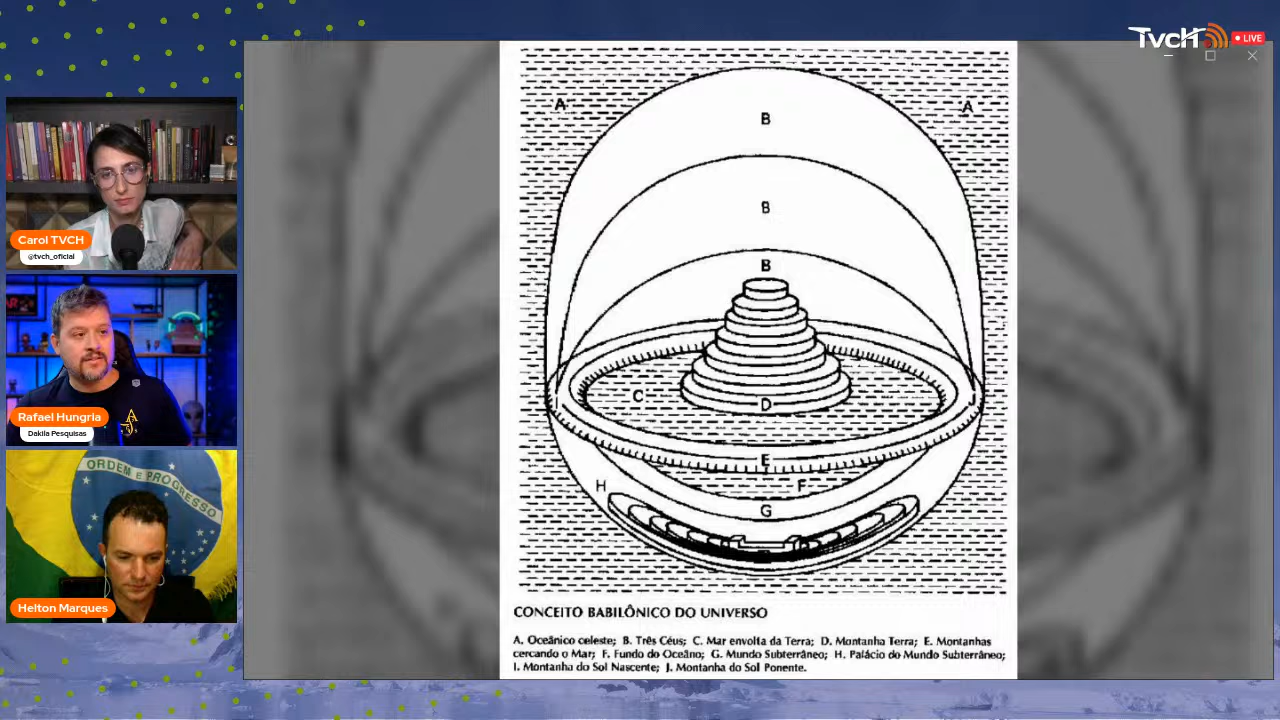 TvcH LIVE
Carol TVCH
@tvch_oficial
Rafael Hungria
Dakila Pesquisas
ORDEM E PROGRESSO
Helton Marques
A
A
B
B
B
C
D
E
F
H
G
CONCEITO BABILÔNICO DO UNIVERSO
A. Oceânico celeste; B. Três Céus; C. Mar envolta da Terra; D. Montanha Terra; E. Montanhas
cercando o Mar; F. Fundo do Oceâno; G. Mundo Subterrâneo; H. Palácio do Mundo Subterrâneo;
I. Montanha do Sol Nascente; J. Montanha do Sol Ponente.